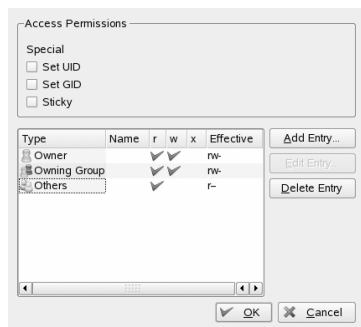 Access Permissions
Special
Set UID
Set GID
Sticky
Type Name r w x Effective
Owner rw-
Owning Group rw-
Others r--
Add Entry...
Edit Entry...
Delete Entry
OK Cancel